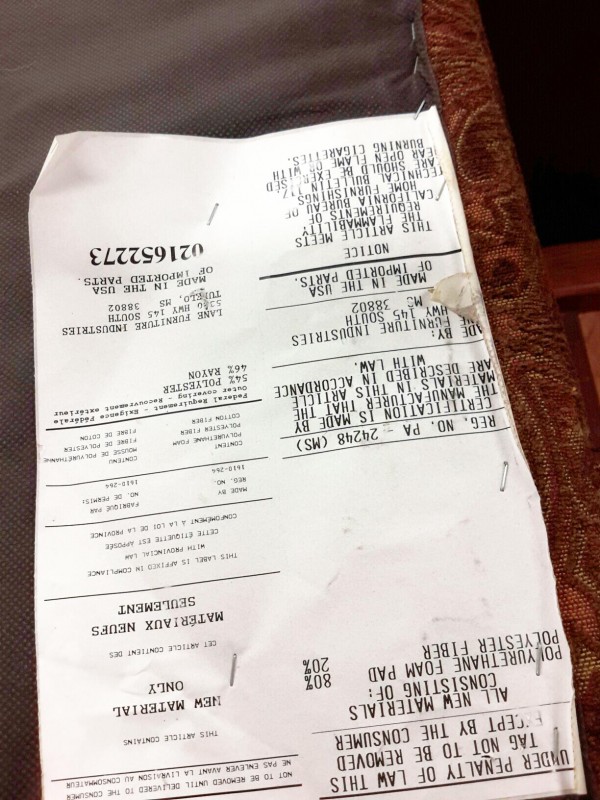 UNDER PENALTY OF LAW THIS
TAG NOT TO BE REMOVED
EXCEPT BY THE CONSUMER
ALL NEW MATERIALS
CONSISTING OF:
POLYURETHANE FOAM PAD 80%
POLYESTER FIBER 20%
REG. NO. PA - 24248 (MS)
CERTIFICATION IS MADE BY
THE MANUFACTURER THAT THE
MATERIALS IN THIS ARTICLE
ARE DESCRIBED IN ACCORDANCE
WITH LAW.
MADE BY:
FURNITURE INDUSTRIES
HWY 145 SOUTH
MS 38802
MADE IN THE USA
OF IMPORTED PARTS.
NOTICE
THIS ARTICLE MEETS
THE FLAMMABILITY
REQUIREMENTS OF
CALIFORNIA BUREAU OF
HOME FURNISHINGS
TECHNICAL BULLETIN 117.
CARE SHOULD BE EXERCISED
NEAR OPEN FLAME OR WITH
BURNING CIGARETTES.
NOT TO BE REMOVED UNTIL DELIVERED TO THE CONSUMER
NE PAS ENLEVER AVANT LA LIVRAISON AU CONSOMMATEUR
THIS ARTICLE CONTAINS
NEW MATERIAL
ONLY
CET ARTICLE CONTIENT DES
MATÉRIAUX NEUFS
SEULEMENT
THIS LABEL IS AFFIXED IN COMPLIANCE
WITH PROVINCIAL LAW
CETTE ÉTIQUETTE EST APPOSÉE
CONFORMÉMENT À LA LOI DE LA PROVINCE
MADE BY FABRIQUÉ PAR
REG. NO. NO. DE PERMIS:
1610-264 1610-264
CONTENT CONTENU
POLYURETHANE FOAM MOUSSE DE POLYURÉTHANE
POLYESTER FIBER FIBRE DE POLYESTER
COTTON FIBER FIBRE DE COTON
Federal Requirement - Exigence Fédérale
Outer covering - Recouvrement extérieur
54% POLYESTER
46% RAYON
LANE FURNITURE INDUSTRIES
5380 HWY 145 SOUTH
TUPELO, MS 38802
MADE IN THE USA
OF IMPORTED PARTS.
021652273